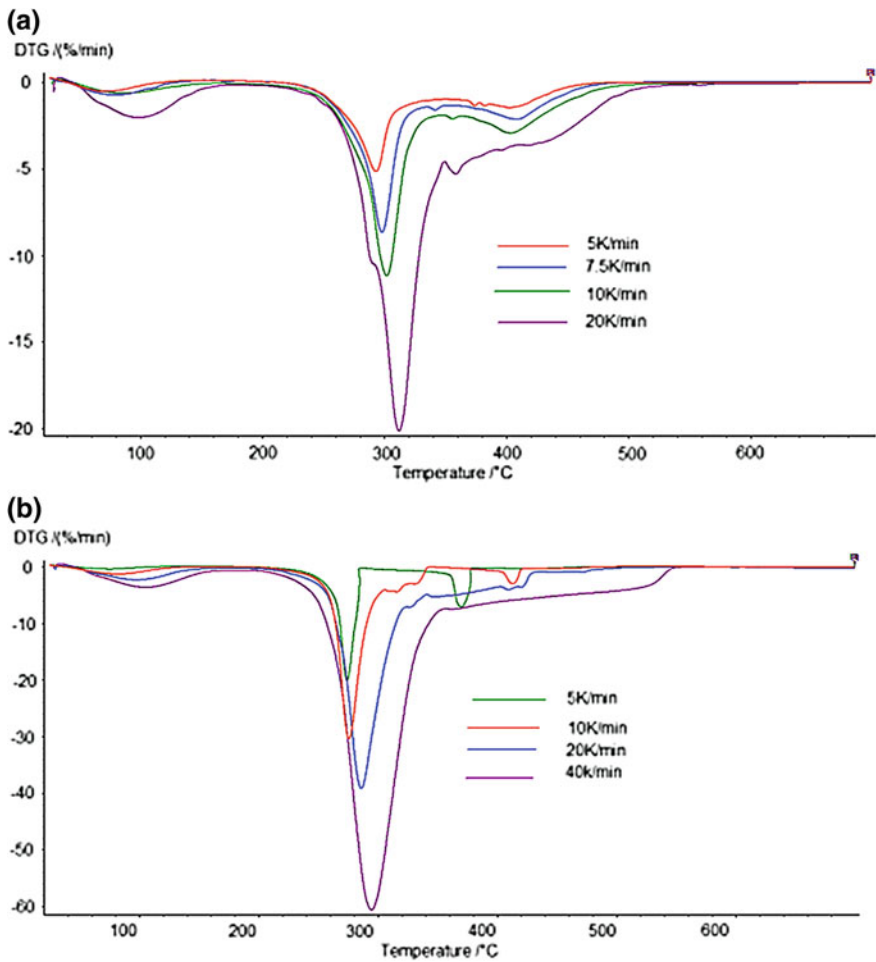 (a)
DTG /(%/min)
0
-5
-10
-15
-20
5K/min
7.5K/min
10K/min
20K/min
100 200 300 400 500 600
Temperature /°C
(b)
DTG /(%/min)
0
-10
-20
-30
-40
-50
-60
5K/min
10K/min
20K/min
40k/min
100 200 300 400 500 600
Temperature /°C